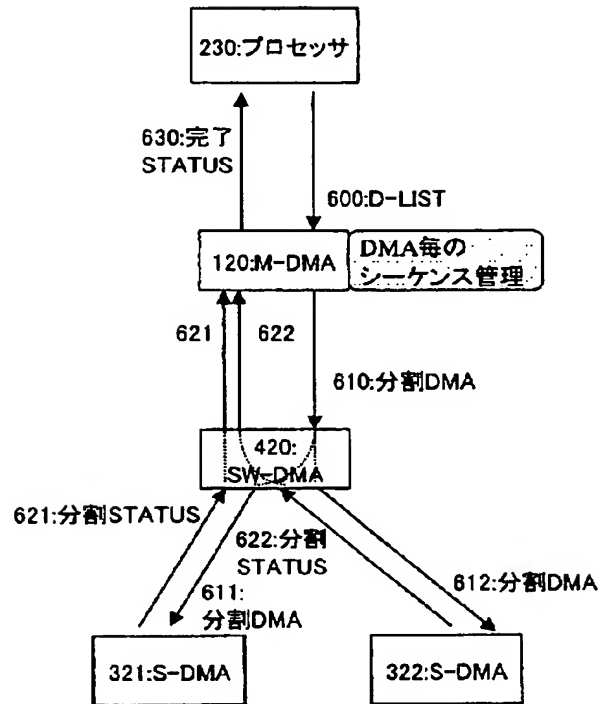 230:プロセッサ
630:完了
STATUS
600:D-LIST
120:M-DMA
DMA毎の
シーケンス管理
621
622
610:分割DMA
420:
SW-DMA
621:分割STATUS
622:分割
STATUS
611:
分割DMA
612:分割DMA
321:S-DMA
322:S-DMA